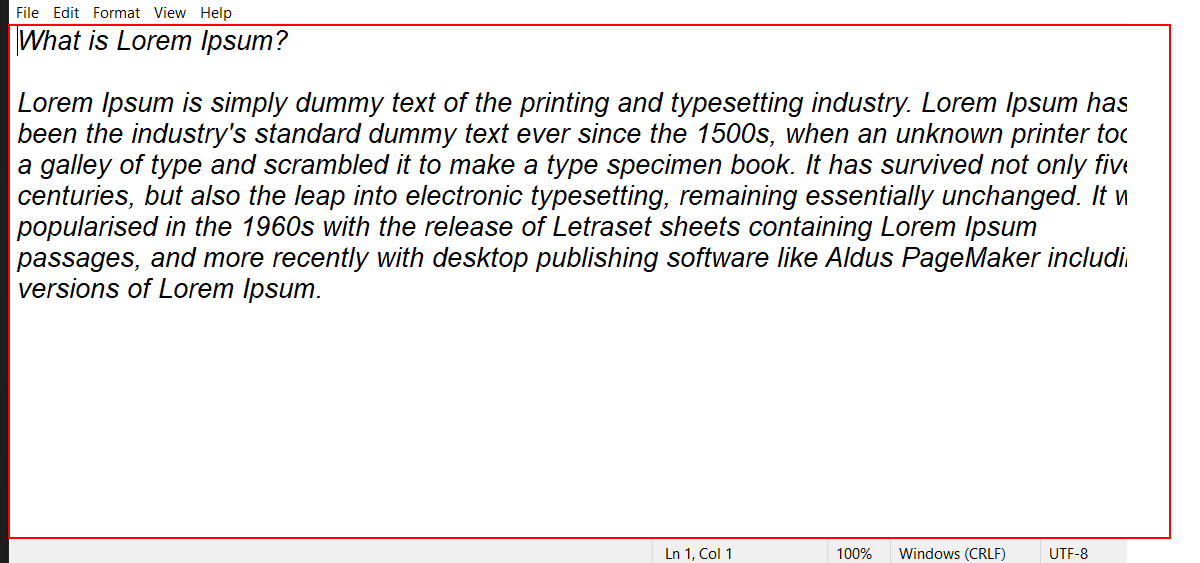 File Edit Format View Help
What is Lorem Ipsum?
Lorem Ipsum is simply dummy text of the printing and typesetting industry. Lorem Ipsum has
been the industry's standard dummy text ever since the 1500s, when an unknown printer
a galley of type and scrambled it to make a type specimen book. It has survived not only five
centuries, but also the leap into electronic typesetting, remaining essentially unchanged. It
popularised in the 1960s with the release of Letraset sheets containing Lorem Ipsum
passages, and more recently with desktop publishing software like Aldus PageMaker
versions of Lorem Ipsum.
Ln 1, Col 1 100% Windows (CRLF) UTF-8